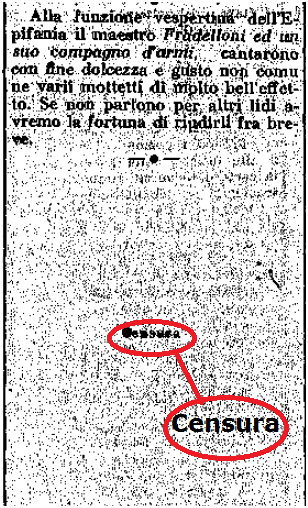 Alla funzione vespertina dell'E-
pifania il maestro Fradelloni ed un
suo compagno d'armi, cantarono
con fine dolcezza e gusto non comu
ne varii mottetti di molto bell'effet-
to. Se non partono per altri lidi a-
vremo la fortuna di riudirli fra bre-
ve.
Censura
Censura